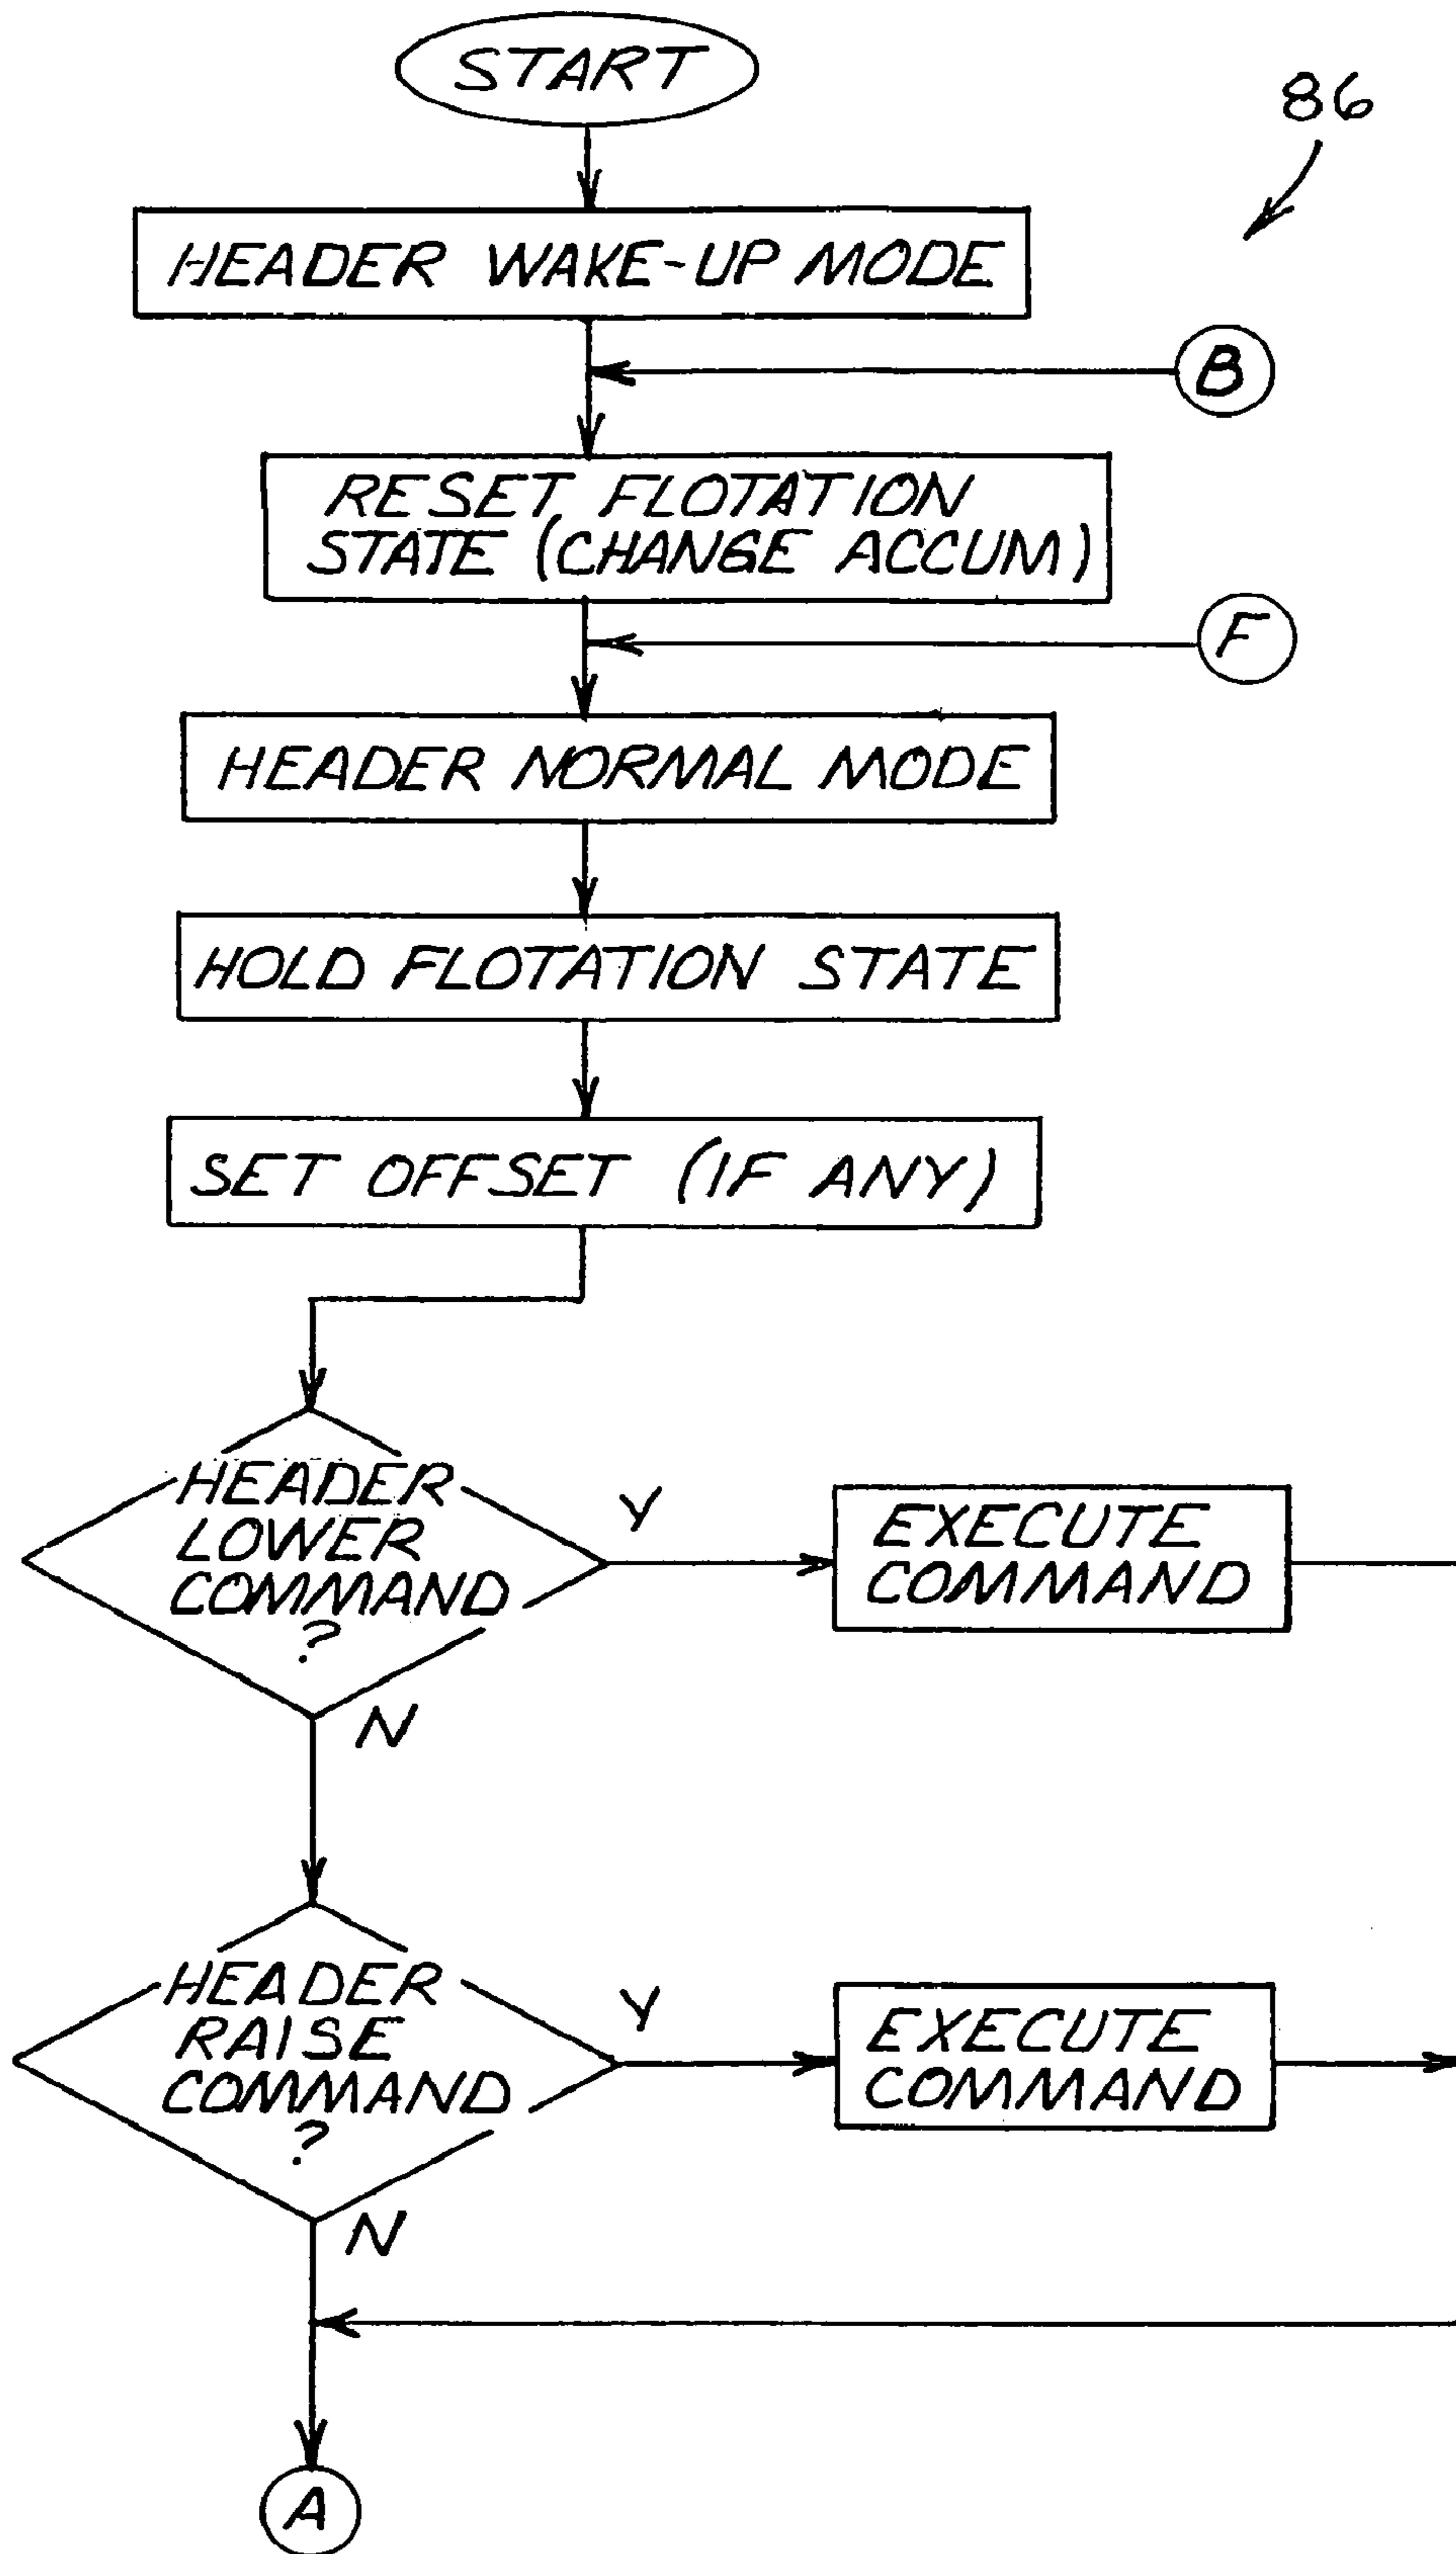 START
86
HEADER WAKE-UP MODE
B
RESET FLOTATION
STATE (CHANGE ACCUM)
F
HEADER NORMAL MODE
HOLD FLOTATION STATE
SET OFFSET (IF ANY)
HEADER
LOWER
COMMAND
?
Y
EXECUTE
COMMAND
N
HEADER
RAISE
COMMAND
?
Y
EXECUTE
COMMAND
N
A